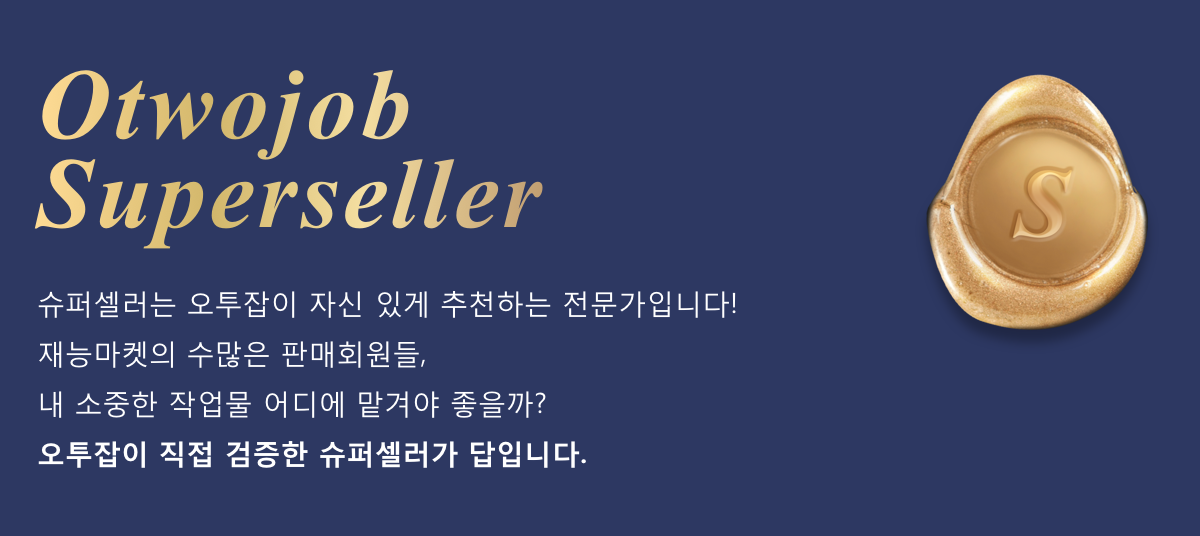 Otwojob
Superseller
슈퍼셀러는 오투잡이 자신 있게 추천하는 전문가입니다!
재능마켓의 수많은 판매회원들,
내 소중한 작업물 어디에 맡겨야 좋을까?
오투잡이 직접 검증한 슈퍼셀러가 답입니다.
S